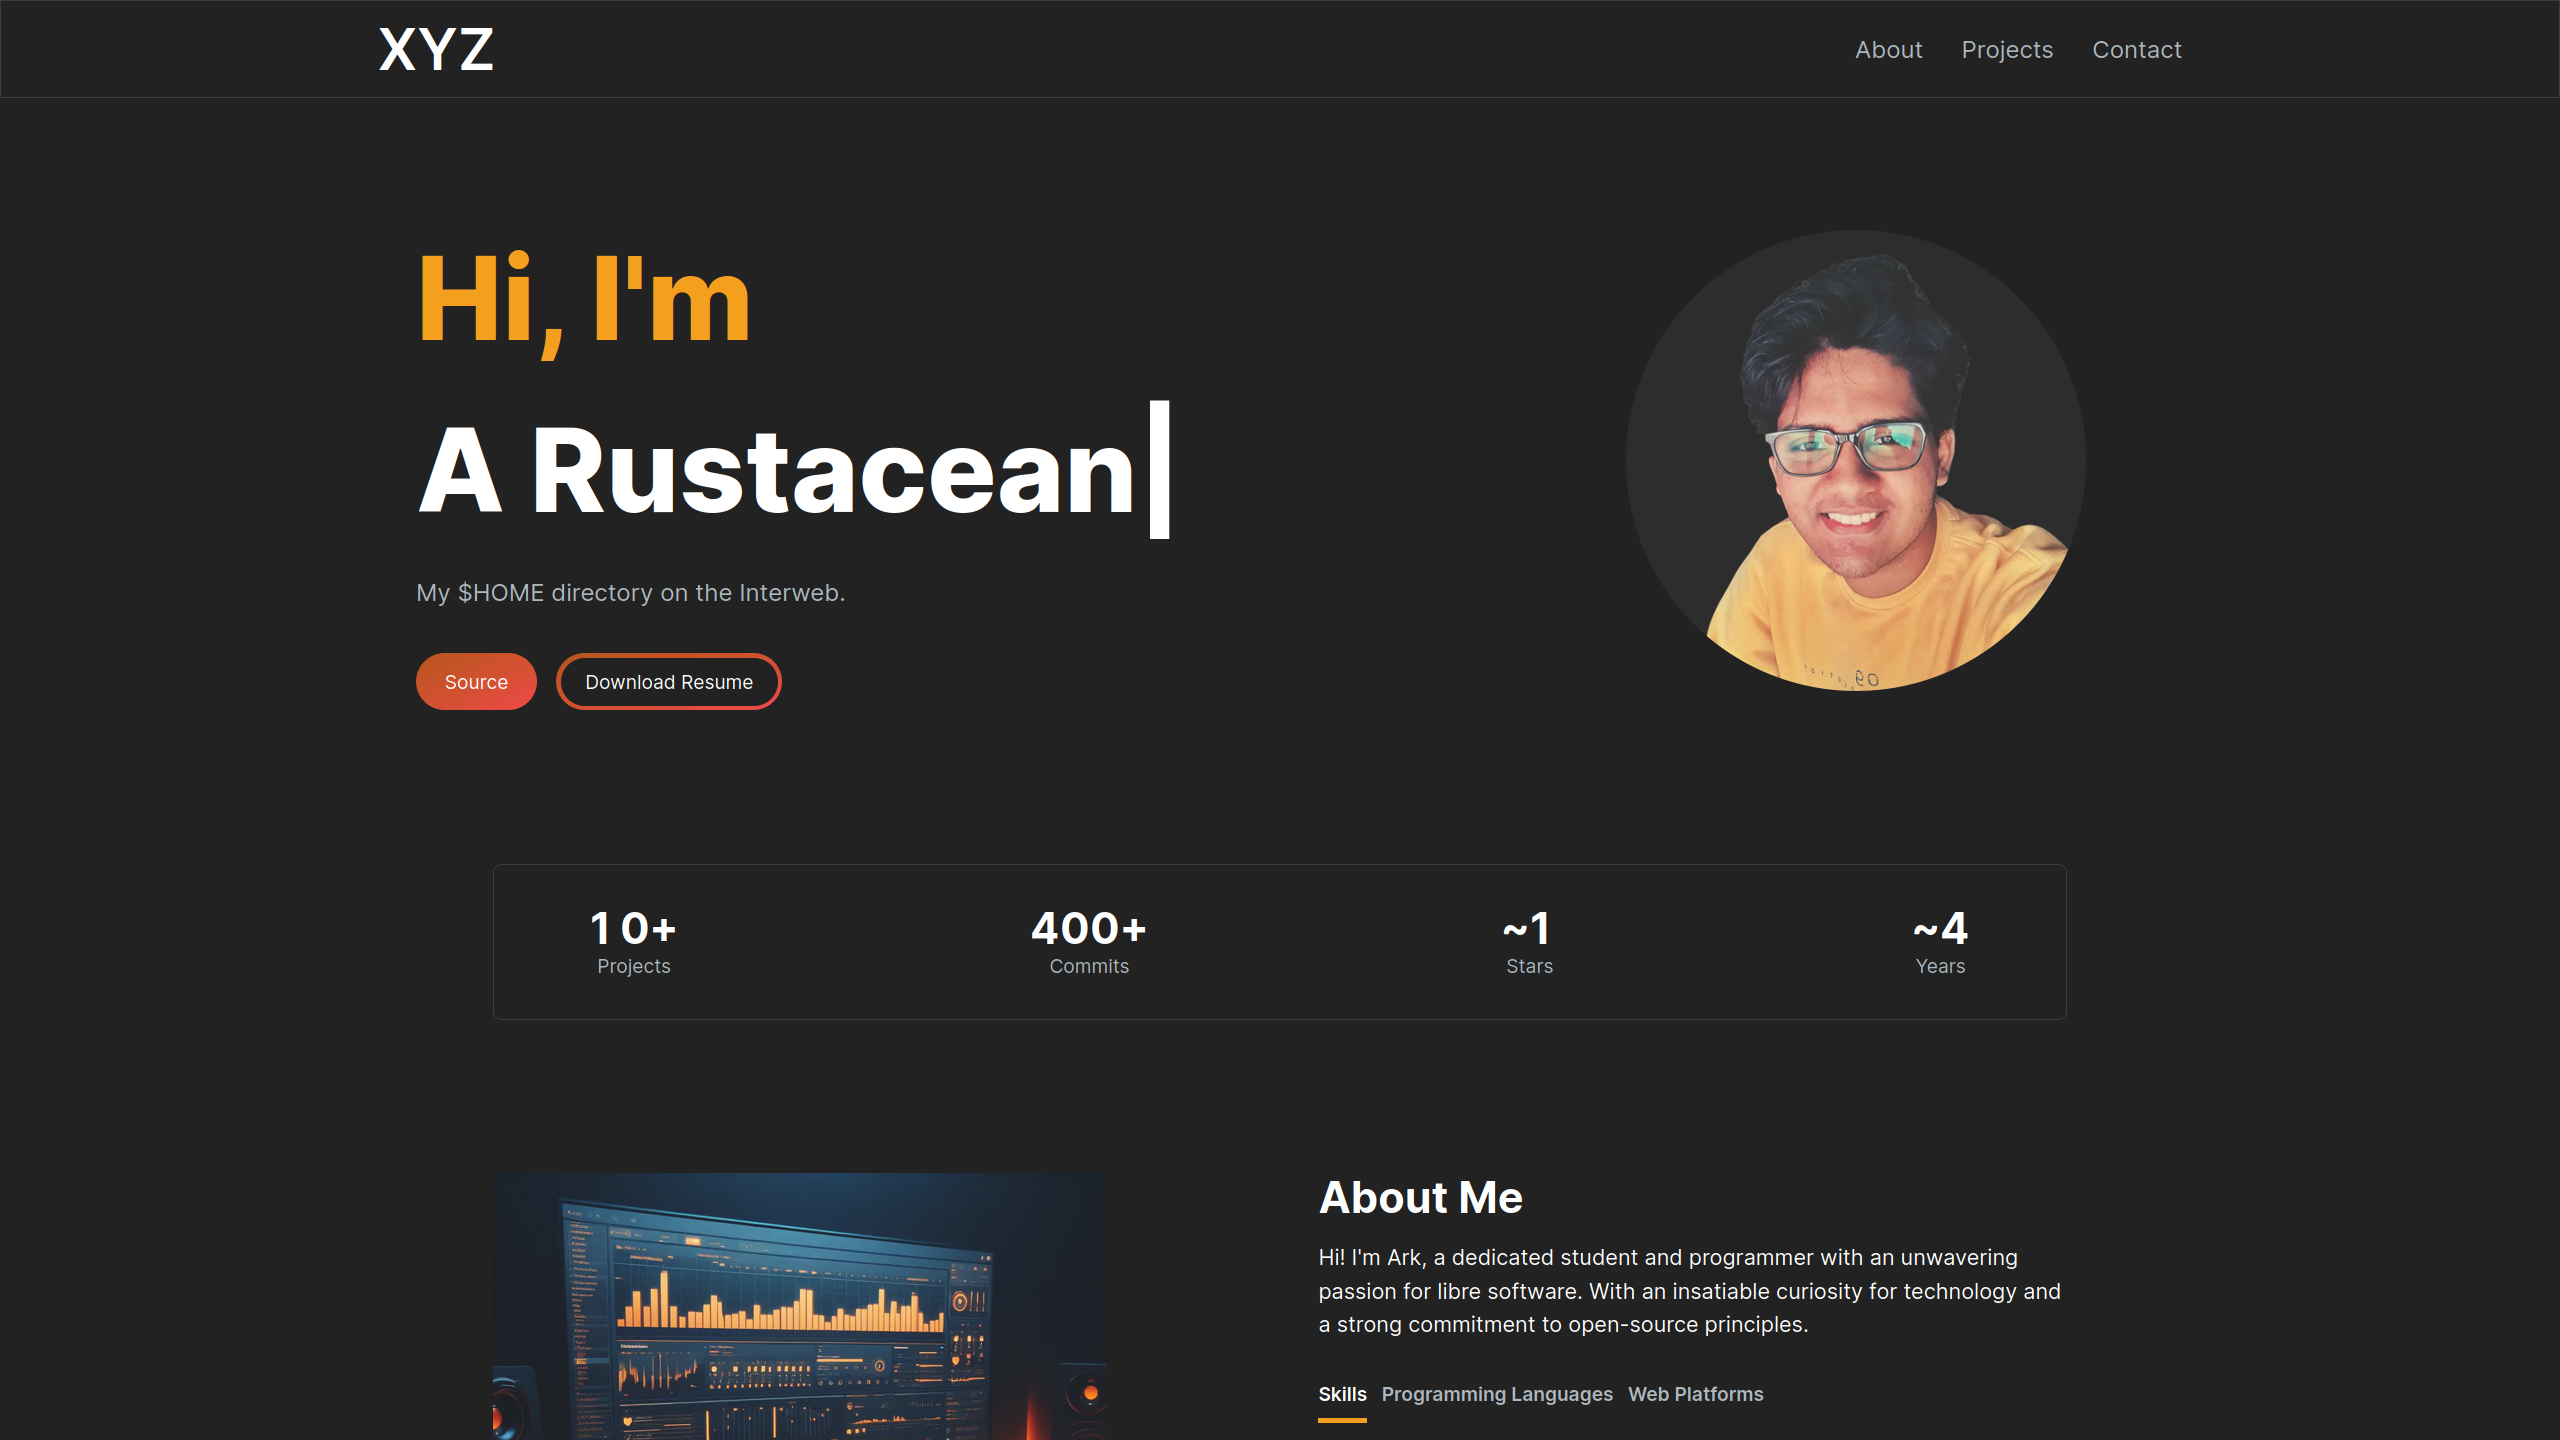 XYZ
About Projects Contact
Hi, I'm
A Rustacean
My $HOME directory on the Interweb.
Source Download Resume
10+ 400+ ~1 ~4
Projects Commits Stars Years
About Me
Hi! I'm Ark, a dedicated student and programmer with an unwavering
passion for libre software. With an insatiable curiosity for technology and
a strong commitment to open-source principles.
Skills Programming Languages Web Platforms